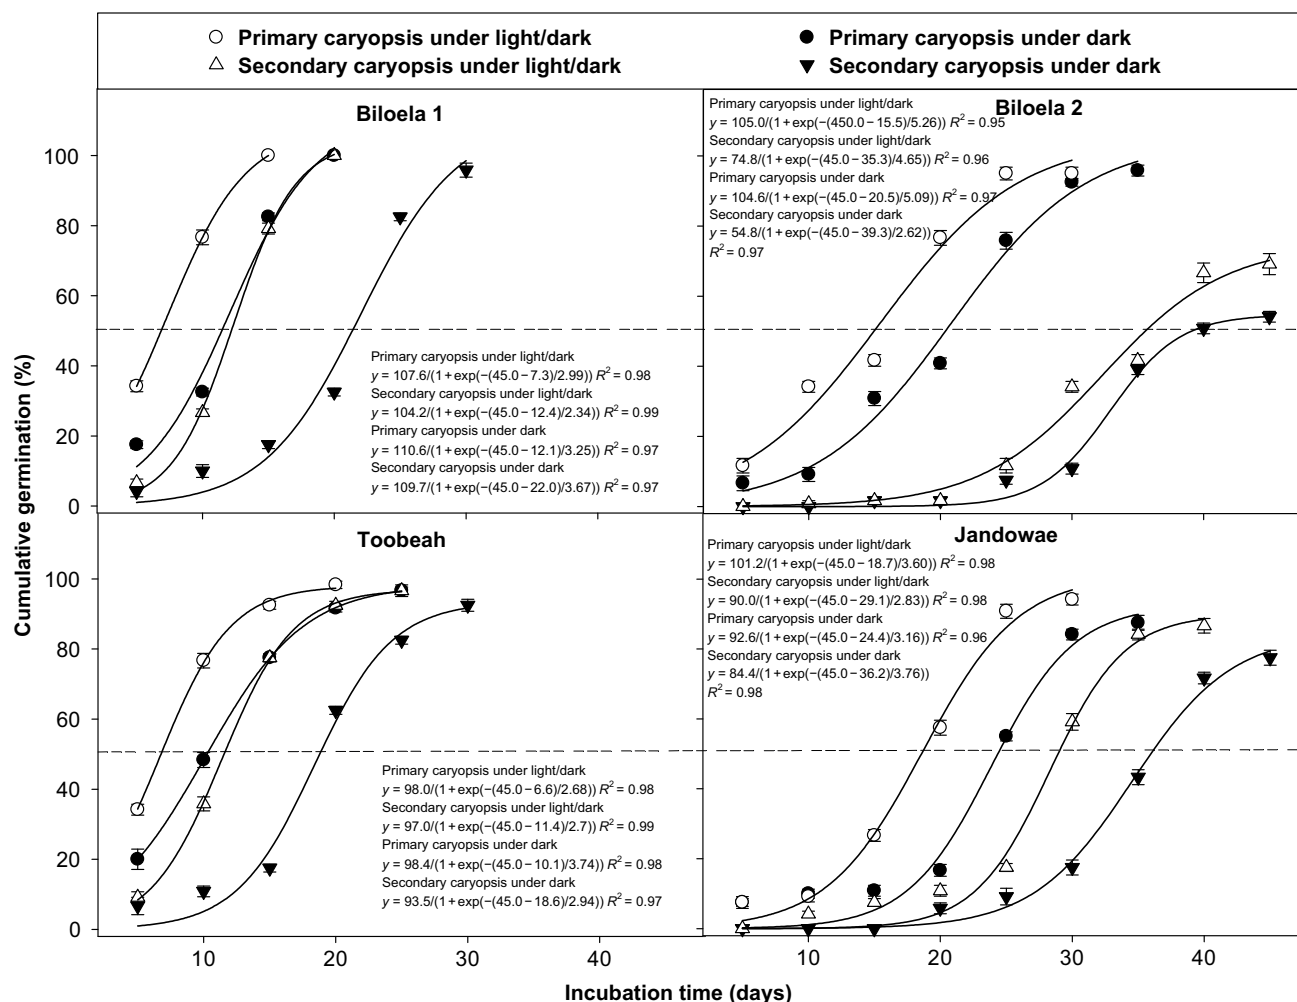 Primary caryopsis under light/dark
Primary caryopsis under dark
Secondary caryopsis under light/dark
Secondary caryopsis under dark
Biloela 1
100
80
60
40
20
0
Primary caryopsis under light/dark
y = 107.6/(1+exp(−(45.0−7.3)/2.99)) R² = 0.98
Secondary caryopsis under light/dark
y = 104.2/(1+exp(−(45.0−12.4)/2.34)) R² = 0.99
Primary caryopsis under dark
y = 110.6/(1+exp(−(45.0−12.1)/3.25)) R² = 0.97
Secondary caryopsis under dark
y = 109.7/(1+exp(−(45.0−22.0)/3.67)) R² = 0.97
Biloela 2
Primary caryopsis under light/dark
y = 105.0/(1+exp(−(450.0−15.5)/5.26)) R² = 0.95
Secondary caryopsis under light/dark
y = 74.8/(1+exp(−(45.0−35.3)/4.65)) R² = 0.96
Primary caryopsis under dark
y = 104.6/(1+exp(−(45.0−20.5)/5.09)) R² = 0.97
Secondary caryopsis under dark
y = 54.8/(1+exp(−(45.0−39.3)/2.62))
R² = 0.97
Toobeah
100
80
60
40
20
0
Primary caryopsis under light/dark
y = 98.0/(1+exp(−(45.0−6.6)/2.68)) R² = 0.98
Secondary caryopsis under light/dark
y = 97.0/(1+exp(−(45.0−11.4)/2.7)) R² = 0.99
Primary caryopsis under dark
y = 98.4/(1+exp(−(45.0−10.1)/3.74)) R² = 0.98
Secondary caryopsis under dark
y = 93.5/(1+exp(−(45.0−18.6)/2.94)) R² = 0.97
10 20 30 40
Jandowae
Primary caryopsis under light/dark
y = 101.2/(1+exp(−(45.0−18.7)/3.60)) R² = 0.98
Secondary caryopsis under light/dark
y = 90.0/(1+exp(−(45.0−29.1)/2.83)) R² = 0.98
Primary caryopsis under dark
y = 92.6/(1+exp(−(45.0−24.4)/3.16)) R² = 0.96
Secondary caryopsis under dark
y = 84.4/(1+exp(−(45.0−36.2)/3.76))
R² = 0.98
10 20 30 40
Cumulative germination (%)
Incubation time (days)